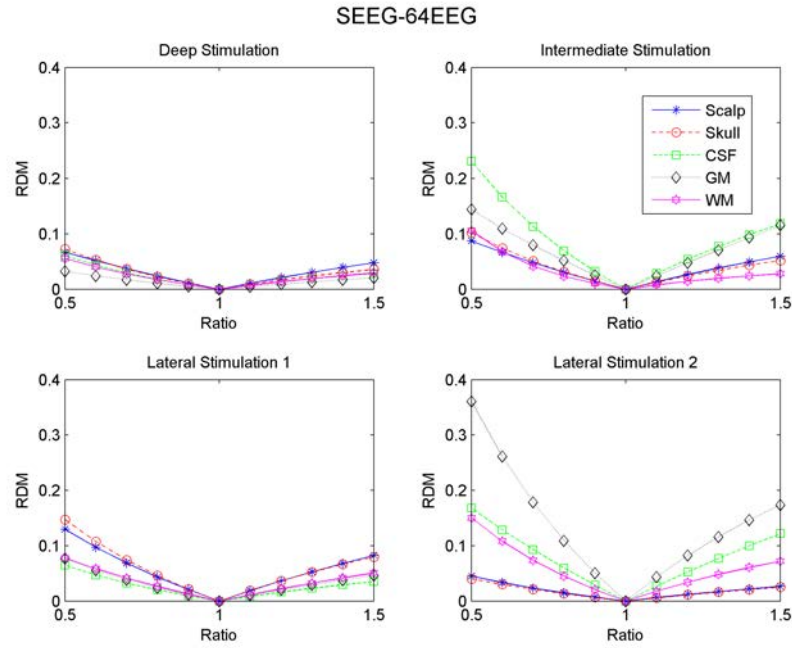 SEEG-64EEG
Deep Stimulation
0.4
0.3
0.2
0.1
0
RDM
0.5
1
1.5
Ratio
Intermediate Stimulation
0.4
0.3
0.2
0.1
0
RDM
0.5
1
1.5
Ratio
Scalp
Skull
CSF
GM
WM
Lateral Stimulation 1
0.4
0.3
0.2
0.1
0
RDM
0.5
1
1.5
Ratio
Lateral Stimulation 2
0.4
0.3
0.2
0.1
0
RDM
0.5
1
1.5
Ratio